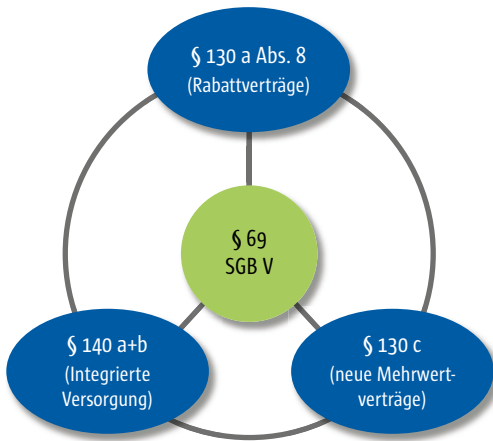 § 130 a Abs. 8
(Rabattverträge)
§ 69
SGB V
§ 140 a+b
(Integrierte
Versorgung)
§ 130 c
(neue Mehrwert-
verträge)